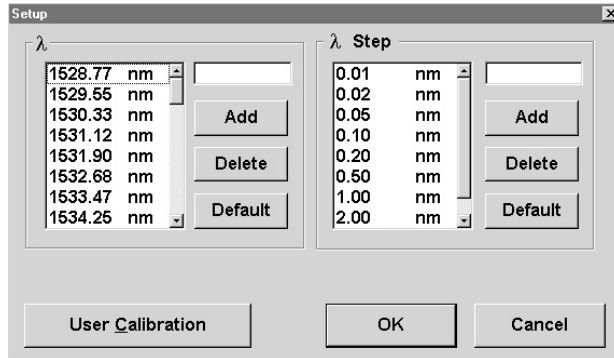 Setup
λ
1528.77 nm
1529.55 nm
1530.33 nm
1531.12 nm
1531.90 nm
1532.68 nm
1533.47 nm
1534.25 nm
Add
Delete
Default
λ Step
0.01 nm
0.02 nm
0.05 nm
0.10 nm
0.20 nm
0.50 nm
1.00 nm
2.00 nm
Add
Delete
Default
User Calibration
OK
Cancel